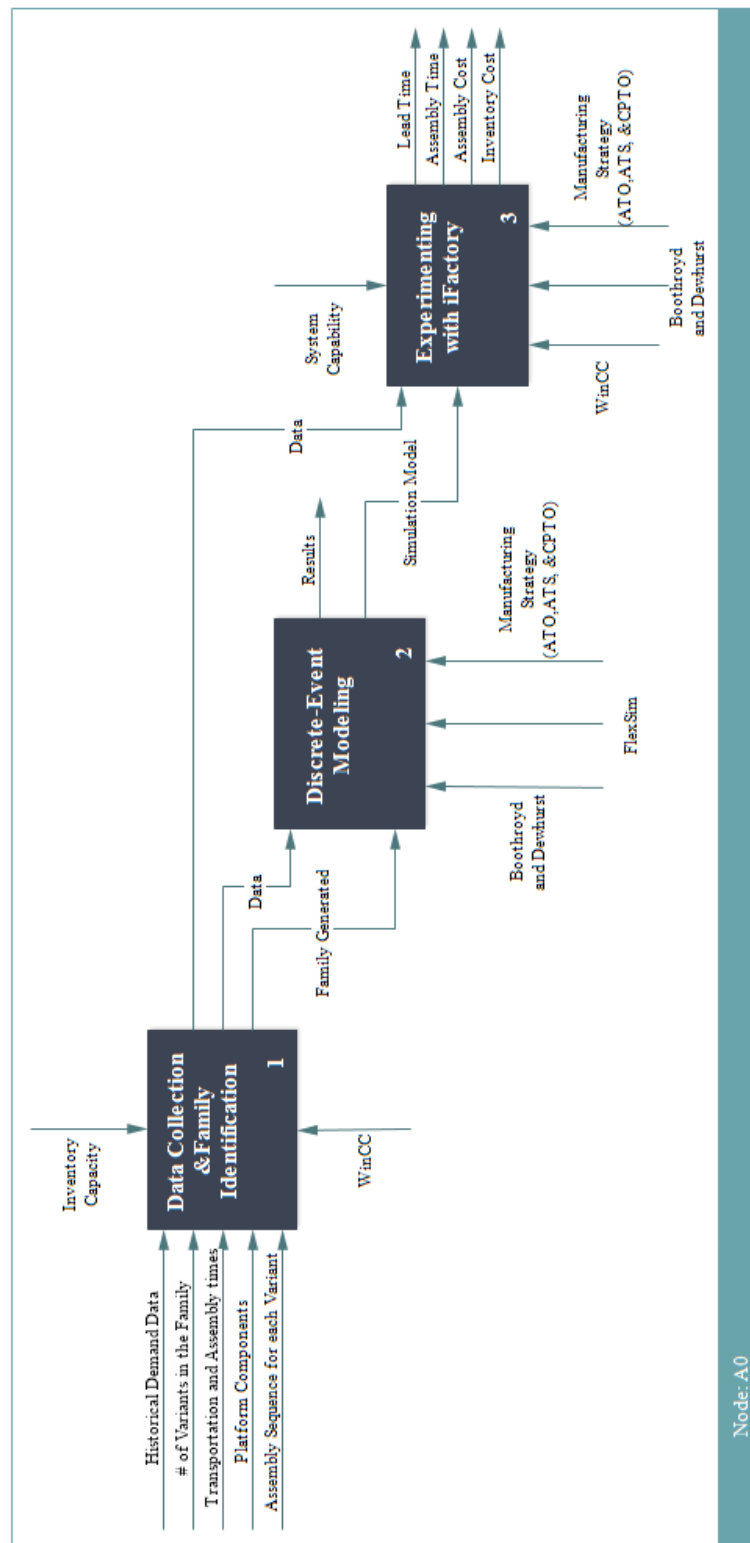 Inventory
Capacity
Historical Demand Data
# of Variants in the Family
Transportation and Assembly times
Platform Components
Assembly Sequence for each Variant
Data Collection
&Family
Identification
1
WinCC
Data
Family Generated
Discrete-Event
Modeling
2
Boothroyd
and Dewhurst
FlexSim
Manufacturing
Strategy
(ATO,ATS, &CPTO)
Results
Simulation Model
Data
System
Capability
Experimenting
with iFactory
3
WinCC
Boothroyd
and Dewhurst
Manufacturing
Strategy
(ATO,ATS, &CPTO)
Lead Time
Assembly Time
Assembly Cost
Inventory Cost
Node: A0